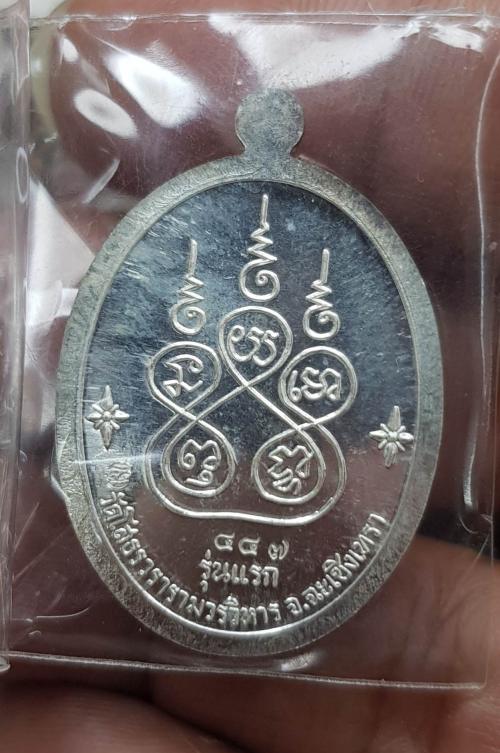 ๔๔๗
รุ่นแรก
วัดโสธรวรารามวรวิหาร จ.ฉะเชิงเทรา